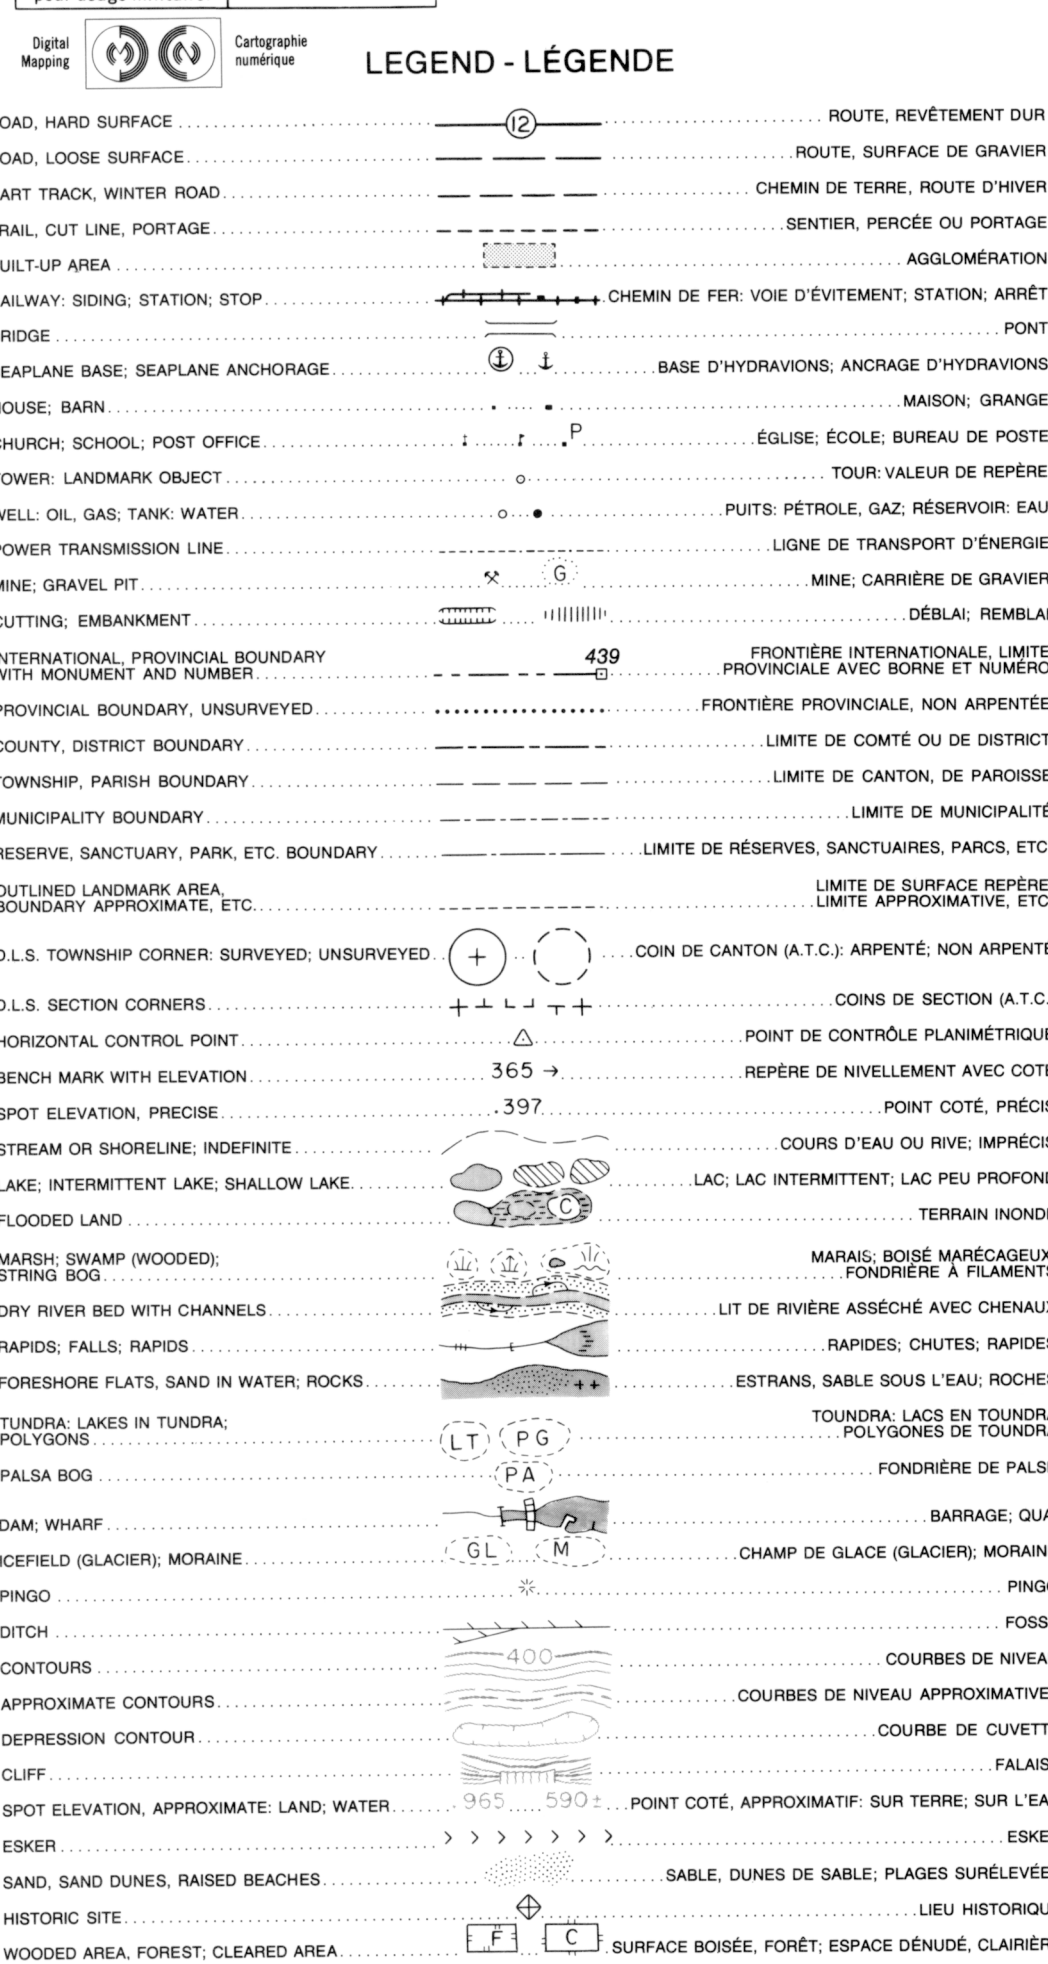 Digital
Mapping
Cartographie
numérique
LEGEND - LÉGENDE
OAD, HARD SURFACE 12 ROUTE, REVÊTEMENT DUR
OAD, LOOSE SURFACE ROUTE, SURFACE DE GRAVIER
ART TRACK, WINTER ROAD CHEMIN DE TERRE, ROUTE D'HIVER
RAIL, CUT LINE, PORTAGE SENTIER, PERCÉE OU PORTAGE
UILT-UP AREA AGGLOMÉRATION
AILWAY: SIDING; STATION; STOP CHEMIN DE FER: VOIE D'ÉVITEMENT; STATION; ARRÊT
RIDGE PONT
EAPLANE BASE; SEAPLANE ANCHORAGE BASE D'HYDRAVIONS; ANCRAGE D'HYDRAVIONS
OUSE; BARN MAISON; GRANGE
CHURCH; SCHOOL; POST OFFICE P ÉGLISE; ÉCOLE; BUREAU DE POSTE
OWER: LANDMARK OBJECT TOUR: VALEUR DE REPÈRE
WELL: OIL, GAS; TANK: WATER PUITS: PÉTROLE, GAZ; RÉSERVOIR: EAU
POWER TRANSMISSION LINE LIGNE DE TRANSPORT D'ÉNERGIE
MINE; GRAVEL PIT G MINE; CARRIÈRE DE GRAVIER
CUTTING; EMBANKMENT DÉBLAI; REMBLAI
NTERNATIONAL, PROVINCIAL BOUNDARY 439 FRONTIÈRE INTERNATIONALE, LIMITE
WITH MONUMENT AND NUMBER PROVINCIALE AVEC BORNE ET NUMÉRO
PROVINCIAL BOUNDARY, UNSURVEYED FRONTIÈRE PROVINCIALE, NON ARPENTÉE
COUNTY, DISTRICT BOUNDARY LIMITE DE COMTÉ OU DE DISTRICT
TOWNSHIP, PARISH BOUNDARY LIMITE DE CANTON, DE PAROISSE
MUNICIPALITY BOUNDARY LIMITE DE MUNICIPALITÉ
RESERVE, SANCTUARY, PARK, ETC. BOUNDARY LIMITE DE RÉSERVES, SANCTUAIRES, PARCS, ETC
OUTLINED LANDMARK AREA, LIMITE DE SURFACE REPÈRE
BOUNDARY APPROXIMATE, ETC. LIMITE APPROXIMATIVE, ETC
D.L.S. TOWNSHIP CORNER: SURVEYED; UNSURVEYED COIN DE CANTON (A.T.C.): ARPENTÉ; NON ARPENTÉ
D.L.S. SECTION CORNERS COINS DE SECTION (A.T.C.
HORIZONTAL CONTROL POINT POINT DE CONTRÔLE PLANIMÉTRIQUE
BENCH MARK WITH ELEVATION 365 → REPÈRE DE NIVELLEMENT AVEC COTE
SPOT ELEVATION, PRECISE .397 POINT COTÉ, PRÉCIS
STREAM OR SHORELINE; INDEFINITE COURS D'EAU OU RIVE; IMPRÉCIS
LAKE; INTERMITTENT LAKE; SHALLOW LAKE LAC; LAC INTERMITTENT; LAC PEU PROFOND
FLOODED LAND C TERRAIN INONDÉ
MARSH; SWAMP (WOODED); MARAIS; BOISÉ MARÉCAGEUX
STRING BOG FONDRIÈRE À FILAMENTS
DRY RIVER BED WITH CHANNELS LIT DE RIVIÈRE ASSÉCHÉ AVEC CHENAUX
RAPIDS; FALLS; RAPIDS RAPIDES; CHUTES; RAPIDES
FORESHORE FLATS, SAND IN WATER; ROCKS ESTRANS, SABLE SOUS L'EAU; ROCHES
TUNDRA: LAKES IN TUNDRA; TOUNDRA: LACS EN TOUNDRA
POLYGONS LT PG POLYGONES DE TOUNDRA
PALSA BOG PA FONDRIÈRE DE PALS
DAM; WHARF BARRAGE; QUA
ICEFIELD (GLACIER); MORAINE GL M CHAMP DE GLACE (GLACIER); MORAIN
PINGO PINGO
DITCH FOSS
CONTOURS 400 COURBES DE NIVEA
APPROXIMATE CONTOURS COURBES DE NIVEAU APPROXIMATIVE
DEPRESSION CONTOUR COURBE DE CUVETT
CLIFF FALAIS
SPOT ELEVATION, APPROXIMATE: LAND; WATER .965 590± POINT COTÉ, APPROXIMATIF: SUR TERRE; SUR L'EA
ESKER ESKE
SAND, SAND DUNES, RAISED BEACHES SABLE, DUNES DE SABLE; PLAGES SURÉLEVÉE
HISTORIC SITE LIEU HISTORIQU
WOODED AREA, FOREST; CLEARED AREA F C SURFACE BOISÉE, FORÊT; ESPACE DÉNUDÉ, CLAIRIÈR